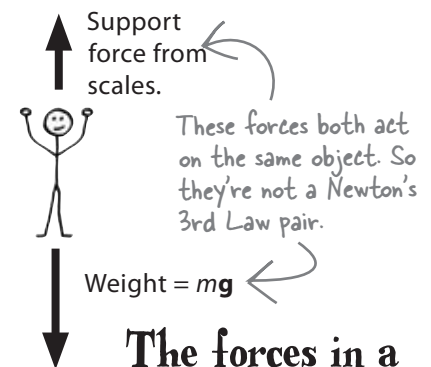 Support
force from
scales.
These forces both act
on the same object. So
they're not a Newton's
3rd Law pair.
Weight = mg
The forces in a